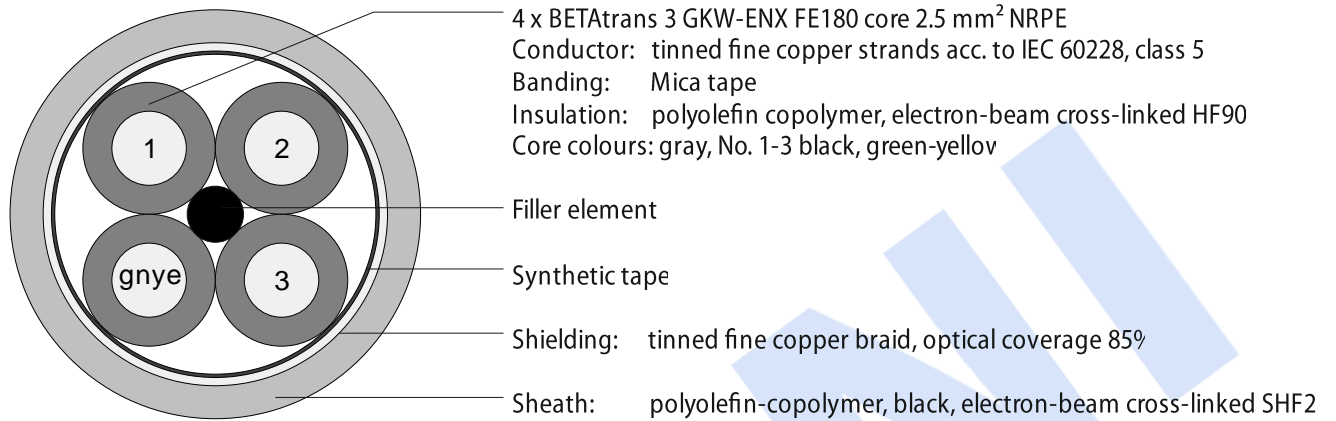 4 x BETAtrans 3 GKW-ENX FE180 core 2.5 mm² NRPE
Conductor: tinned fine copper strands acc. to IEC 60228, class 5
Banding: Mica tape
Insulation: polyolefin copolymer, electron-beam cross-linked HF90
Core colours: gray, No. 1-3 black, green-yellow
1 2
Filler element
gnye 3
Synthetic tape
Shielding: tinned fine copper braid, optical coverage 85%
Sheath: polyolefin-copolymer, black, electron-beam cross-linked SHF2